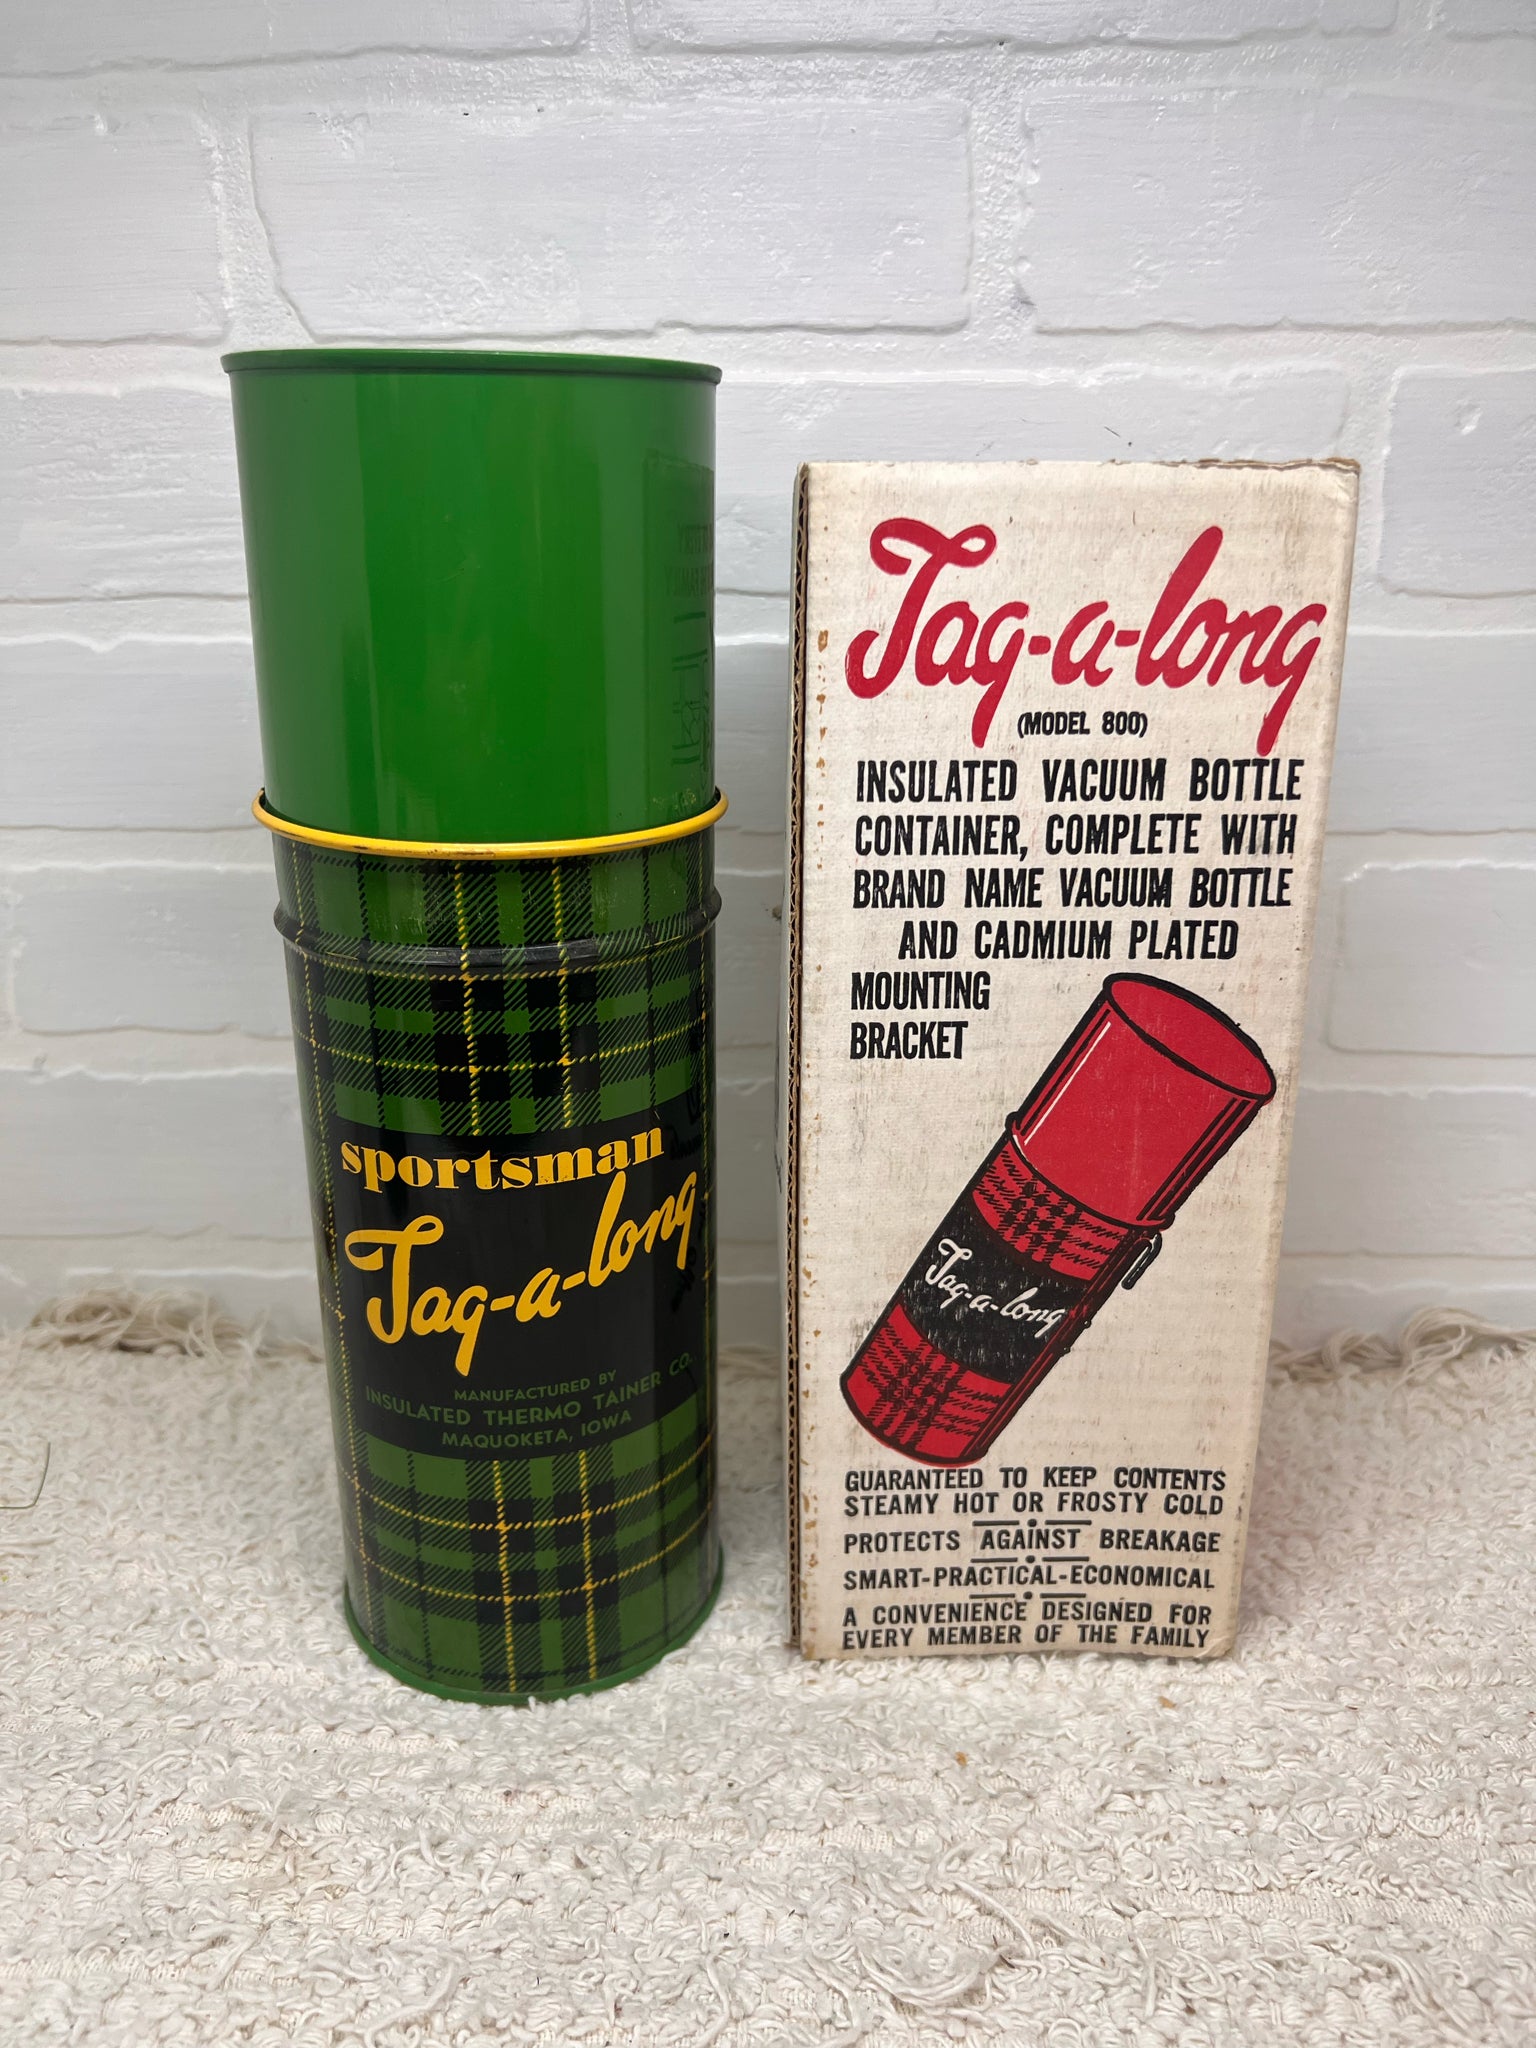 sportsman
Tag-a-long
MANUFACTURED BY
INSULATED THERMO TAINER CO.
MAQUOKETA, IOWA
Tag-a-long
(MODEL 800)
INSULATED VACUUM BOTTLE
CONTAINER, COMPLETE WITH
BRAND NAME VACUUM BOTTLE
AND CADMIUM PLATED
MOUNTING
BRACKET
Tag-a-long
GUARANTEED TO KEEP CONTENTS
STEAMY HOT OR FROSTY COLD
PROTECTS AGAINST BREAKAGE
SMART-PRACTICAL-ECONOMICAL
A CONVENIENCE DESIGNED FOR
EVERY MEMBER OF THE FAMILY